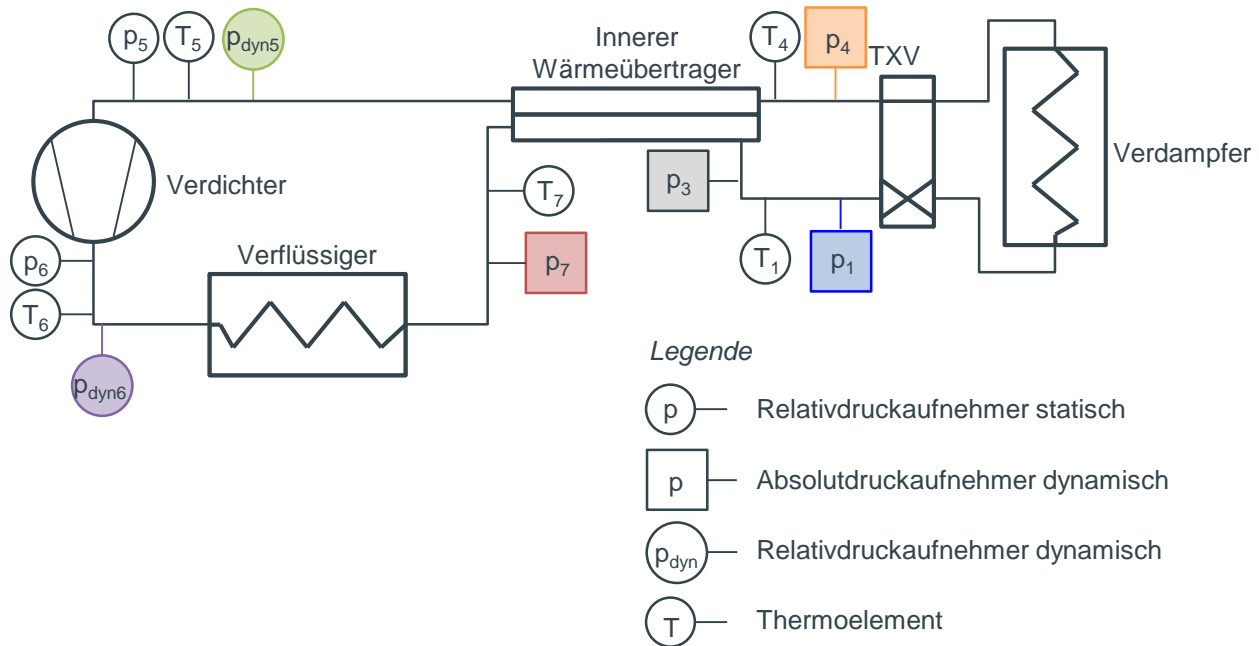 p5
T5
pdyn5
Innerer
Wärmeübertrager
T4
p4
TXV
Verdichter
Verdampfer
p3
T7
p6
Verflüssiger
p7
T1
p1
T6
pdyn6
Legende
p
Relativdruckaufnehmer statisch
p
Absolutdruckaufnehmer dynamisch
pdyn
Relativdruckaufnehmer dynamisch
T
Thermoelement